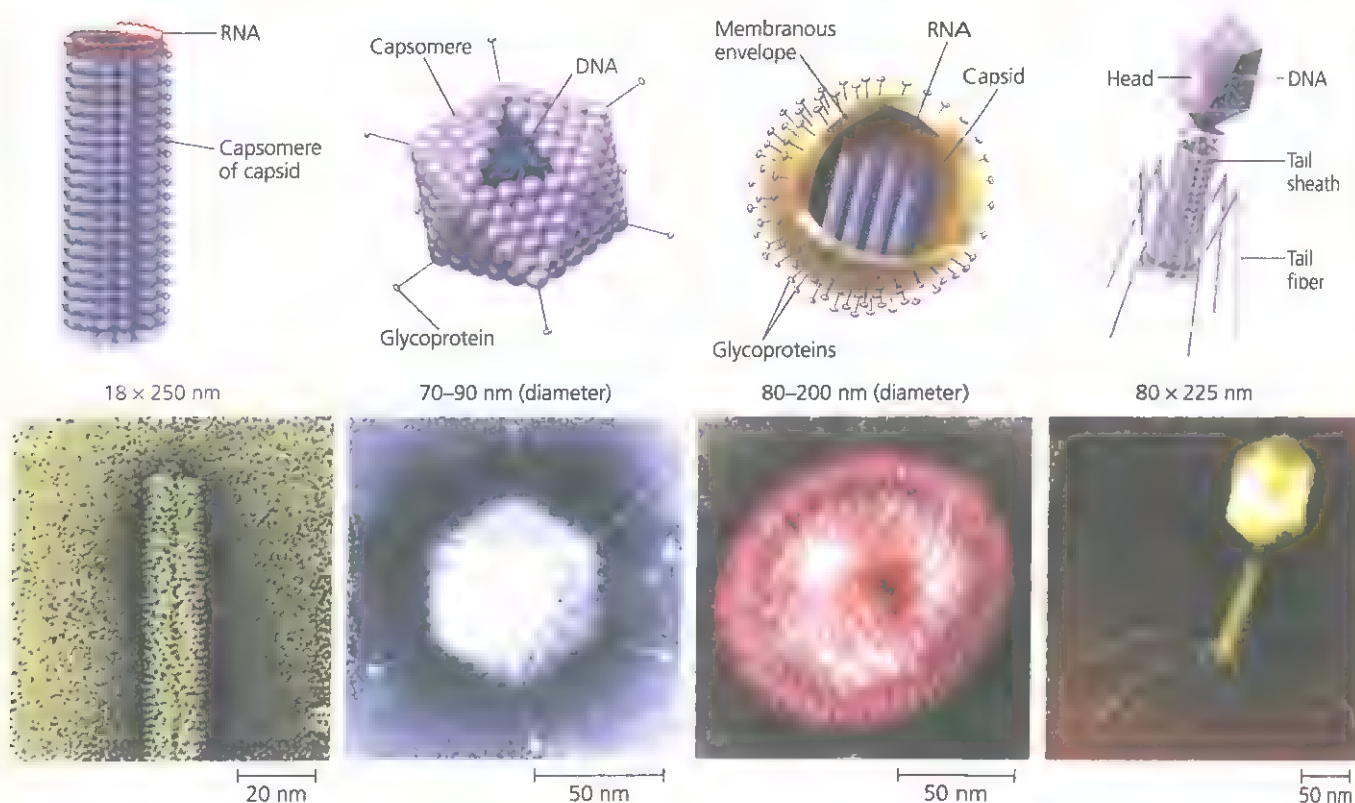 RNA
Capsomere
of capsid
18 × 250 nm
20 nm
Capsomere
DNA
Glycoprotein
70–90 nm (diameter)
50 nm
Membranous
envelope
RNA
Capsid
Glycoproteins
80–200 nm (diameter)
50 nm
Head
DNA
Tail
sheath
Tail
fiber
80 × 225 nm
50 nm